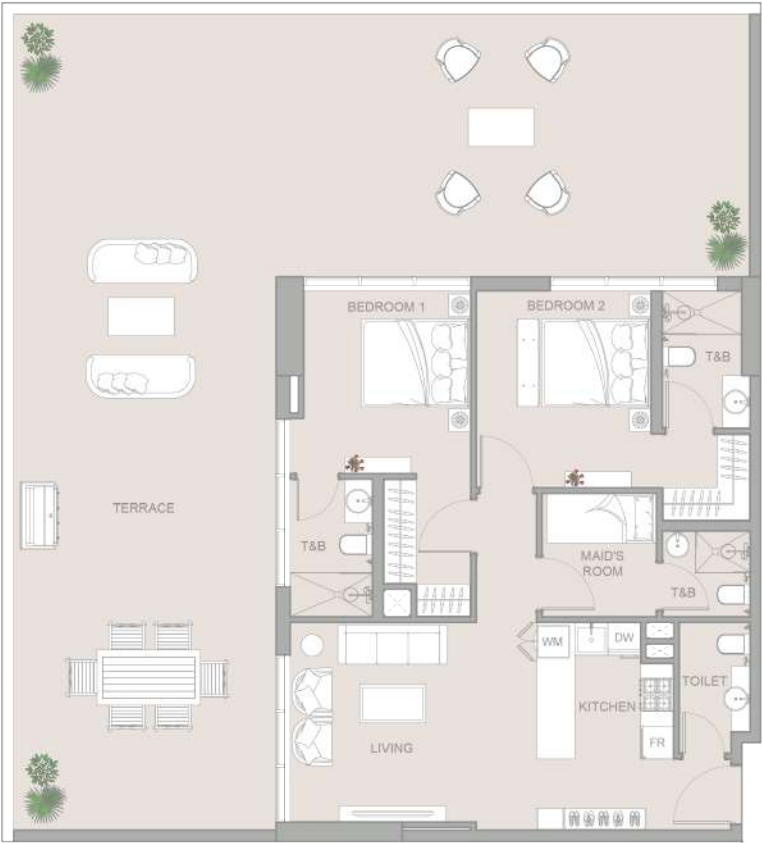 BEDROOM 1
BEDROOM 2
T&B
TERRACE
T&B
MAID'S
ROOM
T&B
WM
DW
TOILET
KITCHEN
LIVING
FR